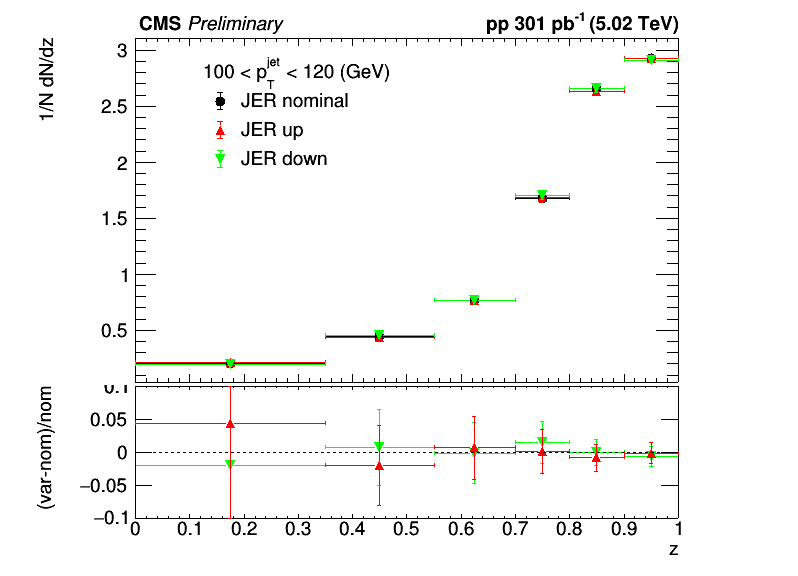 CMS Preliminary pp 301 pb⁻¹ (5.02 TeV)
1/N dN/dz
3
2.5
2
1.5
1
0.5
100 < p_T^jet < 120 (GeV)
JER nominal
JER up
JER down
(var-nom)/nom
0.1
0.05
0
−0.05
−0.1
0 0.1 0.2 0.3 0.4 0.5 0.6 0.7 0.8 0.9 1
z